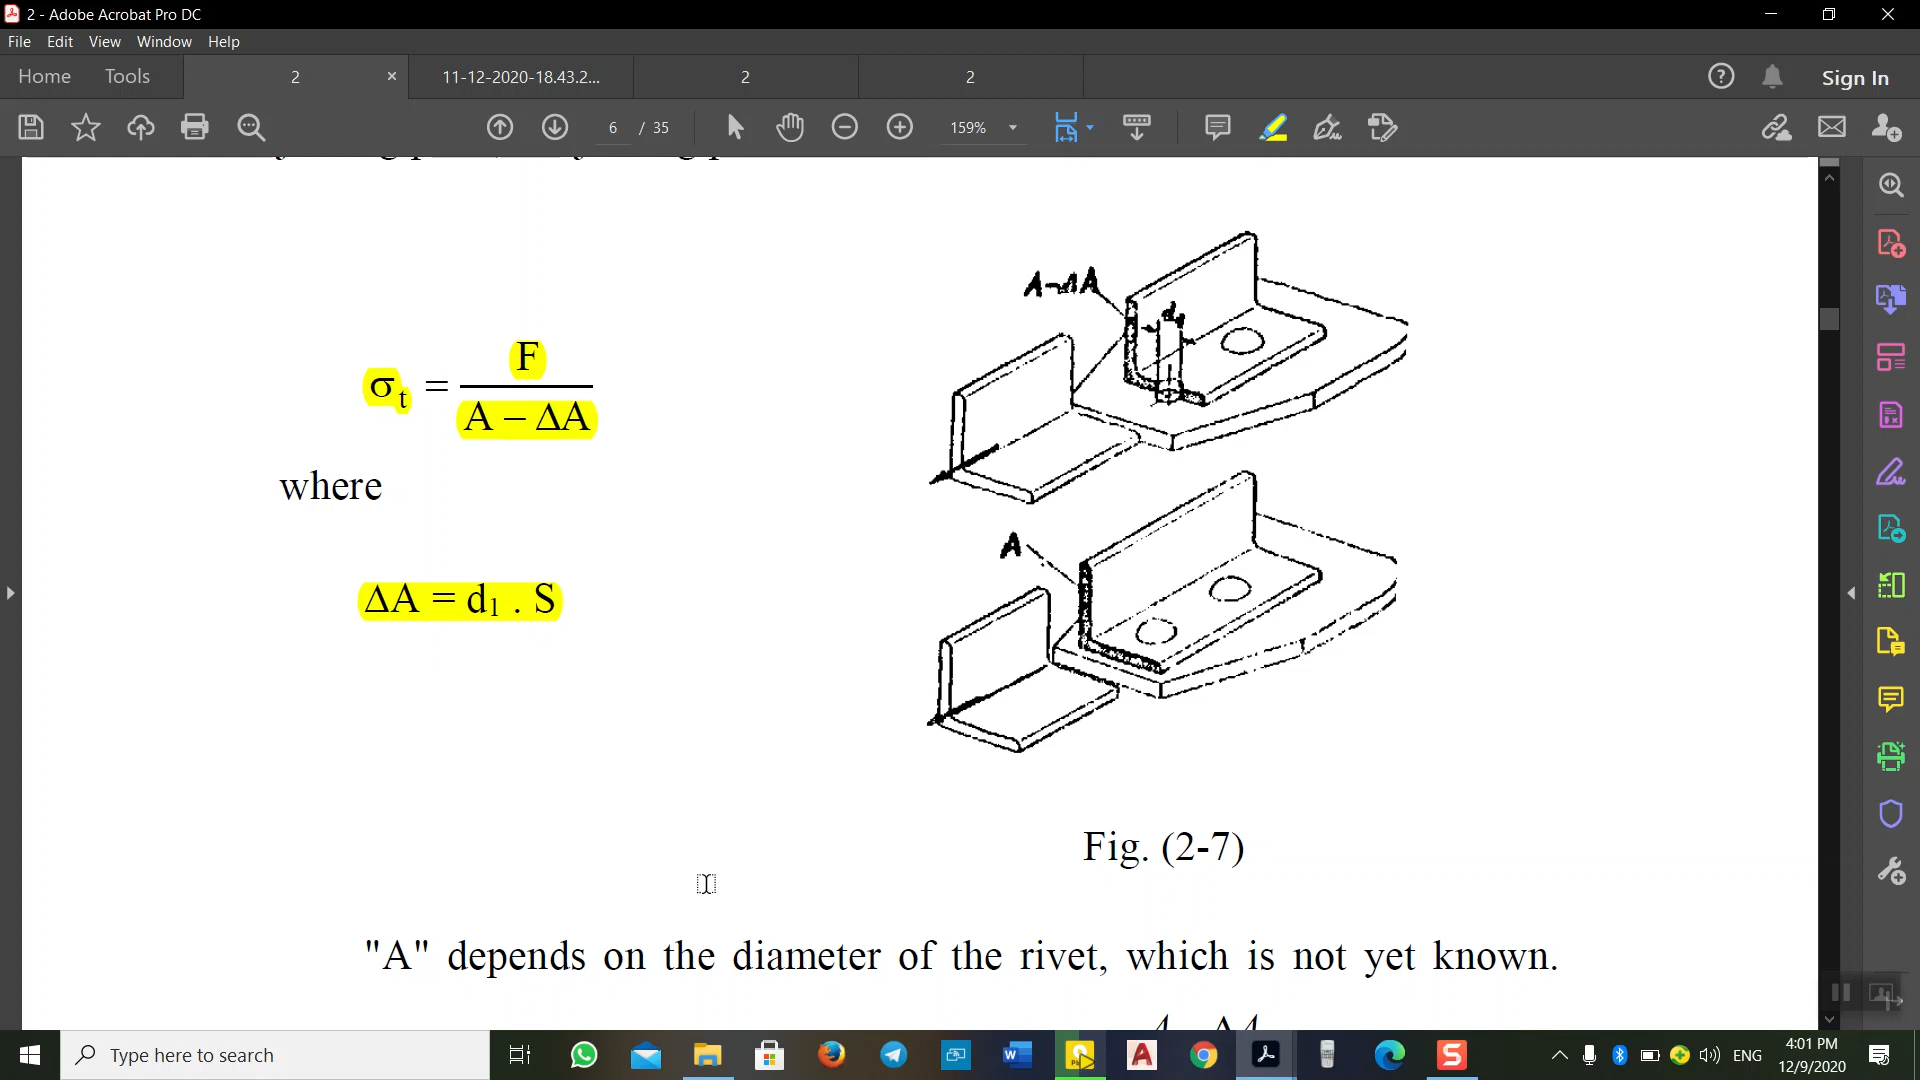 2 - Adobe Acrobat Pro DC
File Edit View Window Help
Home Tools 2 11-12-2020-18.43.2... 2 2 Sign In
6 / 35 159%
A-ΔA
d₁
σt = F
A − ΔA
where
A
ΔA = d₁ . S
Fig. (2-7)
"A" depends on the diameter of the rivet, which is not yet known.
Type here to search
ENG
4:01 PM
12/9/2020